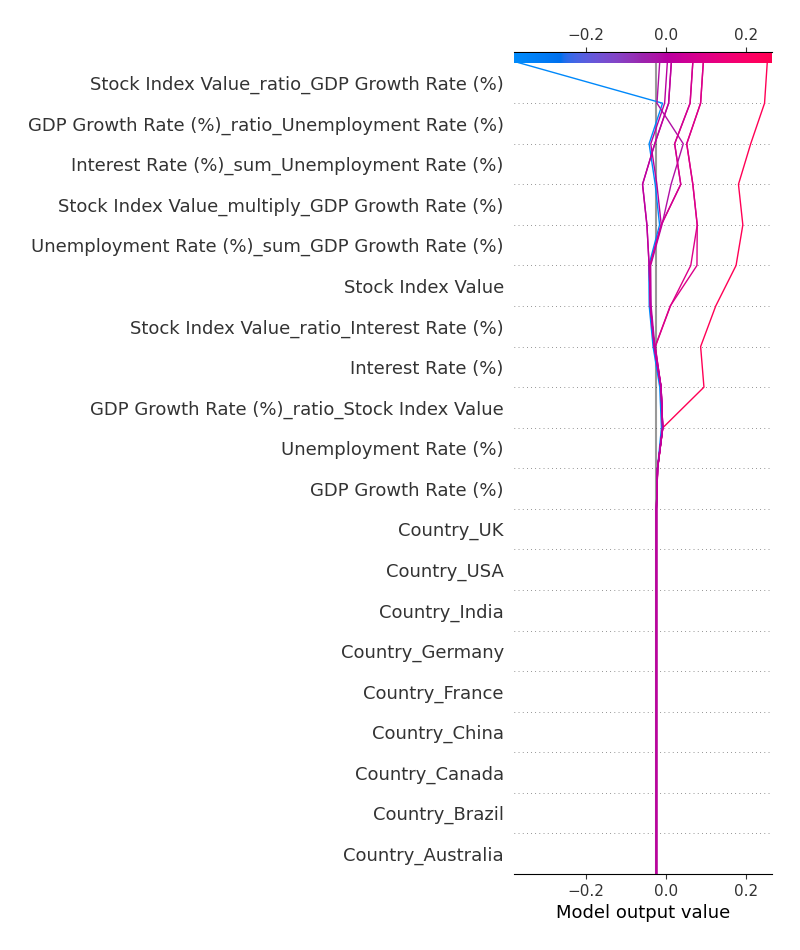 −0.2 0.0 0.2
Stock Index Value_ratio_GDP Growth Rate (%)
GDP Growth Rate (%)_ratio_Unemployment Rate (%)
Interest Rate (%)_sum_Unemployment Rate (%)
Stock Index Value_multiply_GDP Growth Rate (%)
Unemployment Rate (%)_sum_GDP Growth Rate (%)
Stock Index Value
Stock Index Value_ratio_Interest Rate (%)
Interest Rate (%)
GDP Growth Rate (%)_ratio_Stock Index Value
Unemployment Rate (%)
GDP Growth Rate (%)
Country_UK
Country_USA
Country_India
Country_Germany
Country_France
Country_China
Country_Canada
Country_Brazil
Country_Australia
−0.2 0.0 0.2
Model output value